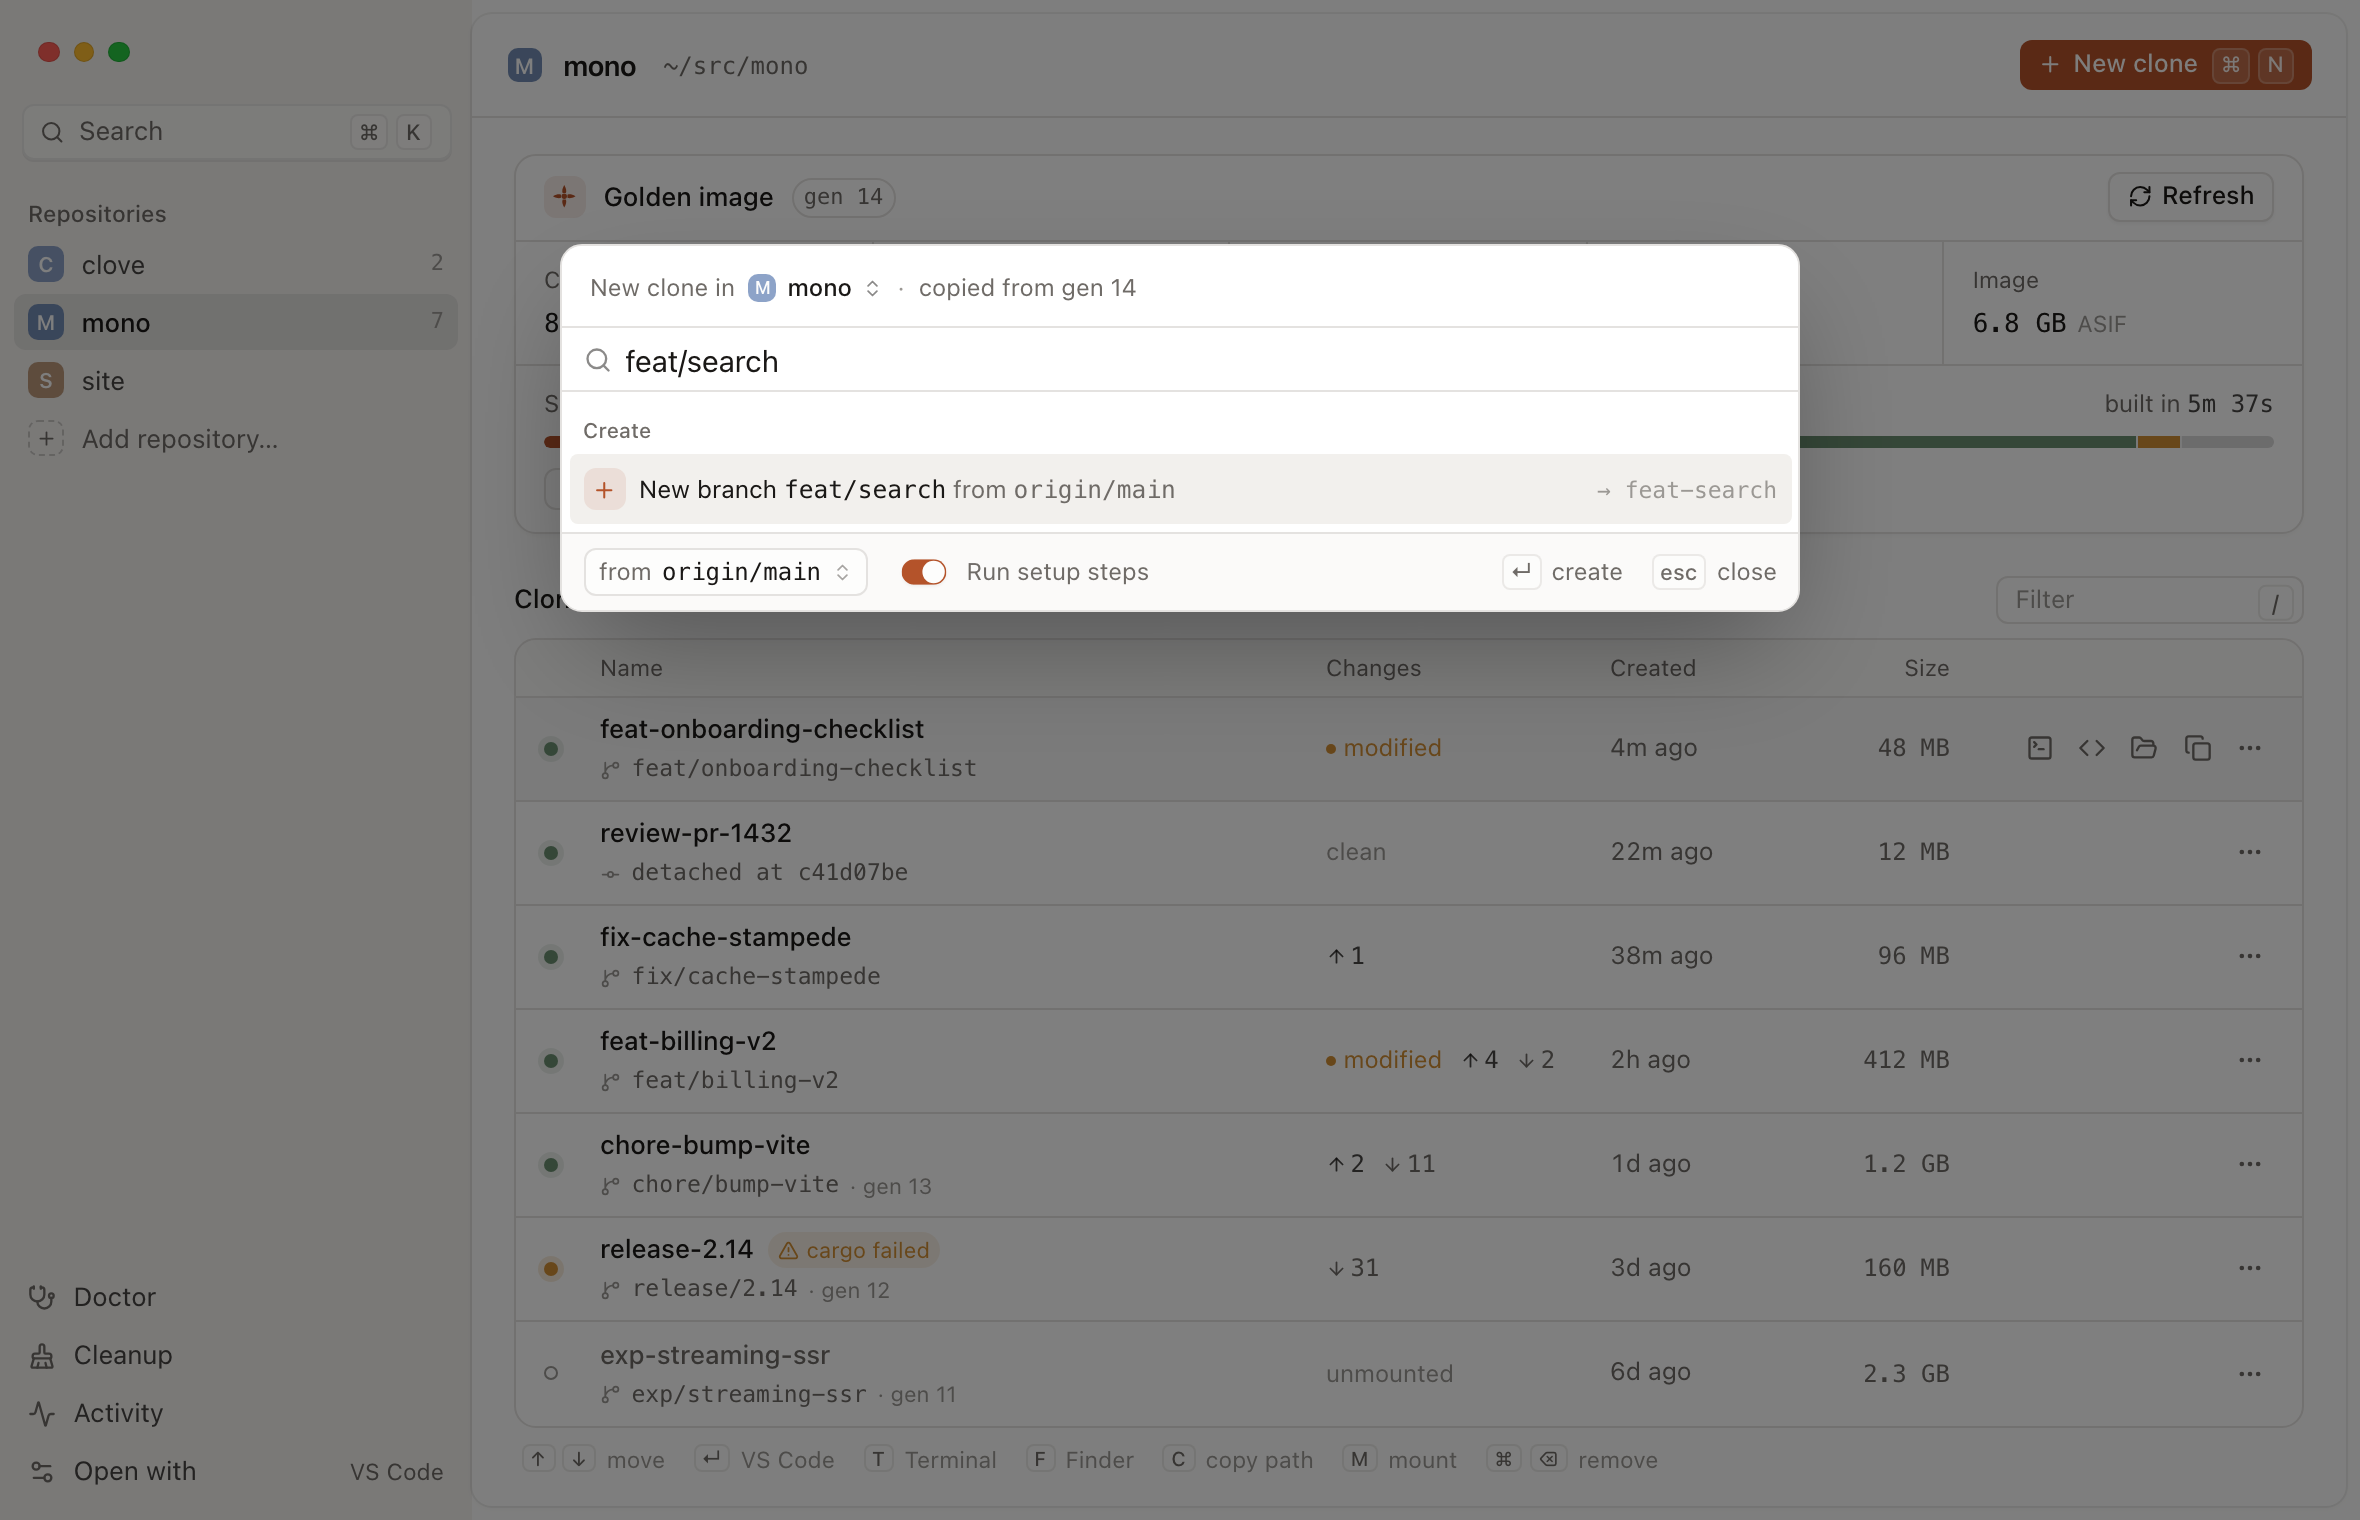 Search ⌘ K
Repositories
C clove 2
M mono 7
S site
+ Add repository...
Doctor
Cleanup
Activity
Open with VS Code
M mono ~/src/mono
+ New clone ⌘ N
Golden image gen 14
Refresh
Image
6.8 GB ASIF
built in 5m 37s
New clone in M mono · copied from gen 14
feat/search
Create
+ New branch feat/search from origin/main → feat-search
from origin/main Run setup steps ↵ create esc close
Filter /
Name Changes Created Size
feat-onboarding-checklist
feat/onboarding-checklist
modified 4m ago 48 MB
review-pr-1432
detached at c41d07be
clean 22m ago 12 MB
fix-cache-stampede
fix/cache-stampede
↑ 1 38m ago 96 MB
feat-billing-v2
feat/billing-v2
modified ↑ 4 ↓ 2 2h ago 412 MB
chore-bump-vite
chore/bump-vite · gen 13
↑ 2 ↓ 11 1d ago 1.2 GB
release-2.14 cargo failed
release/2.14 · gen 12
↓ 31 3d ago 160 MB
exp-streaming-ssr
exp/streaming-ssr · gen 11
unmounted 6d ago 2.3 GB
↑ ↓ move ↵ VS Code T Terminal F Finder C copy path M mount ⌘ ⌫ remove